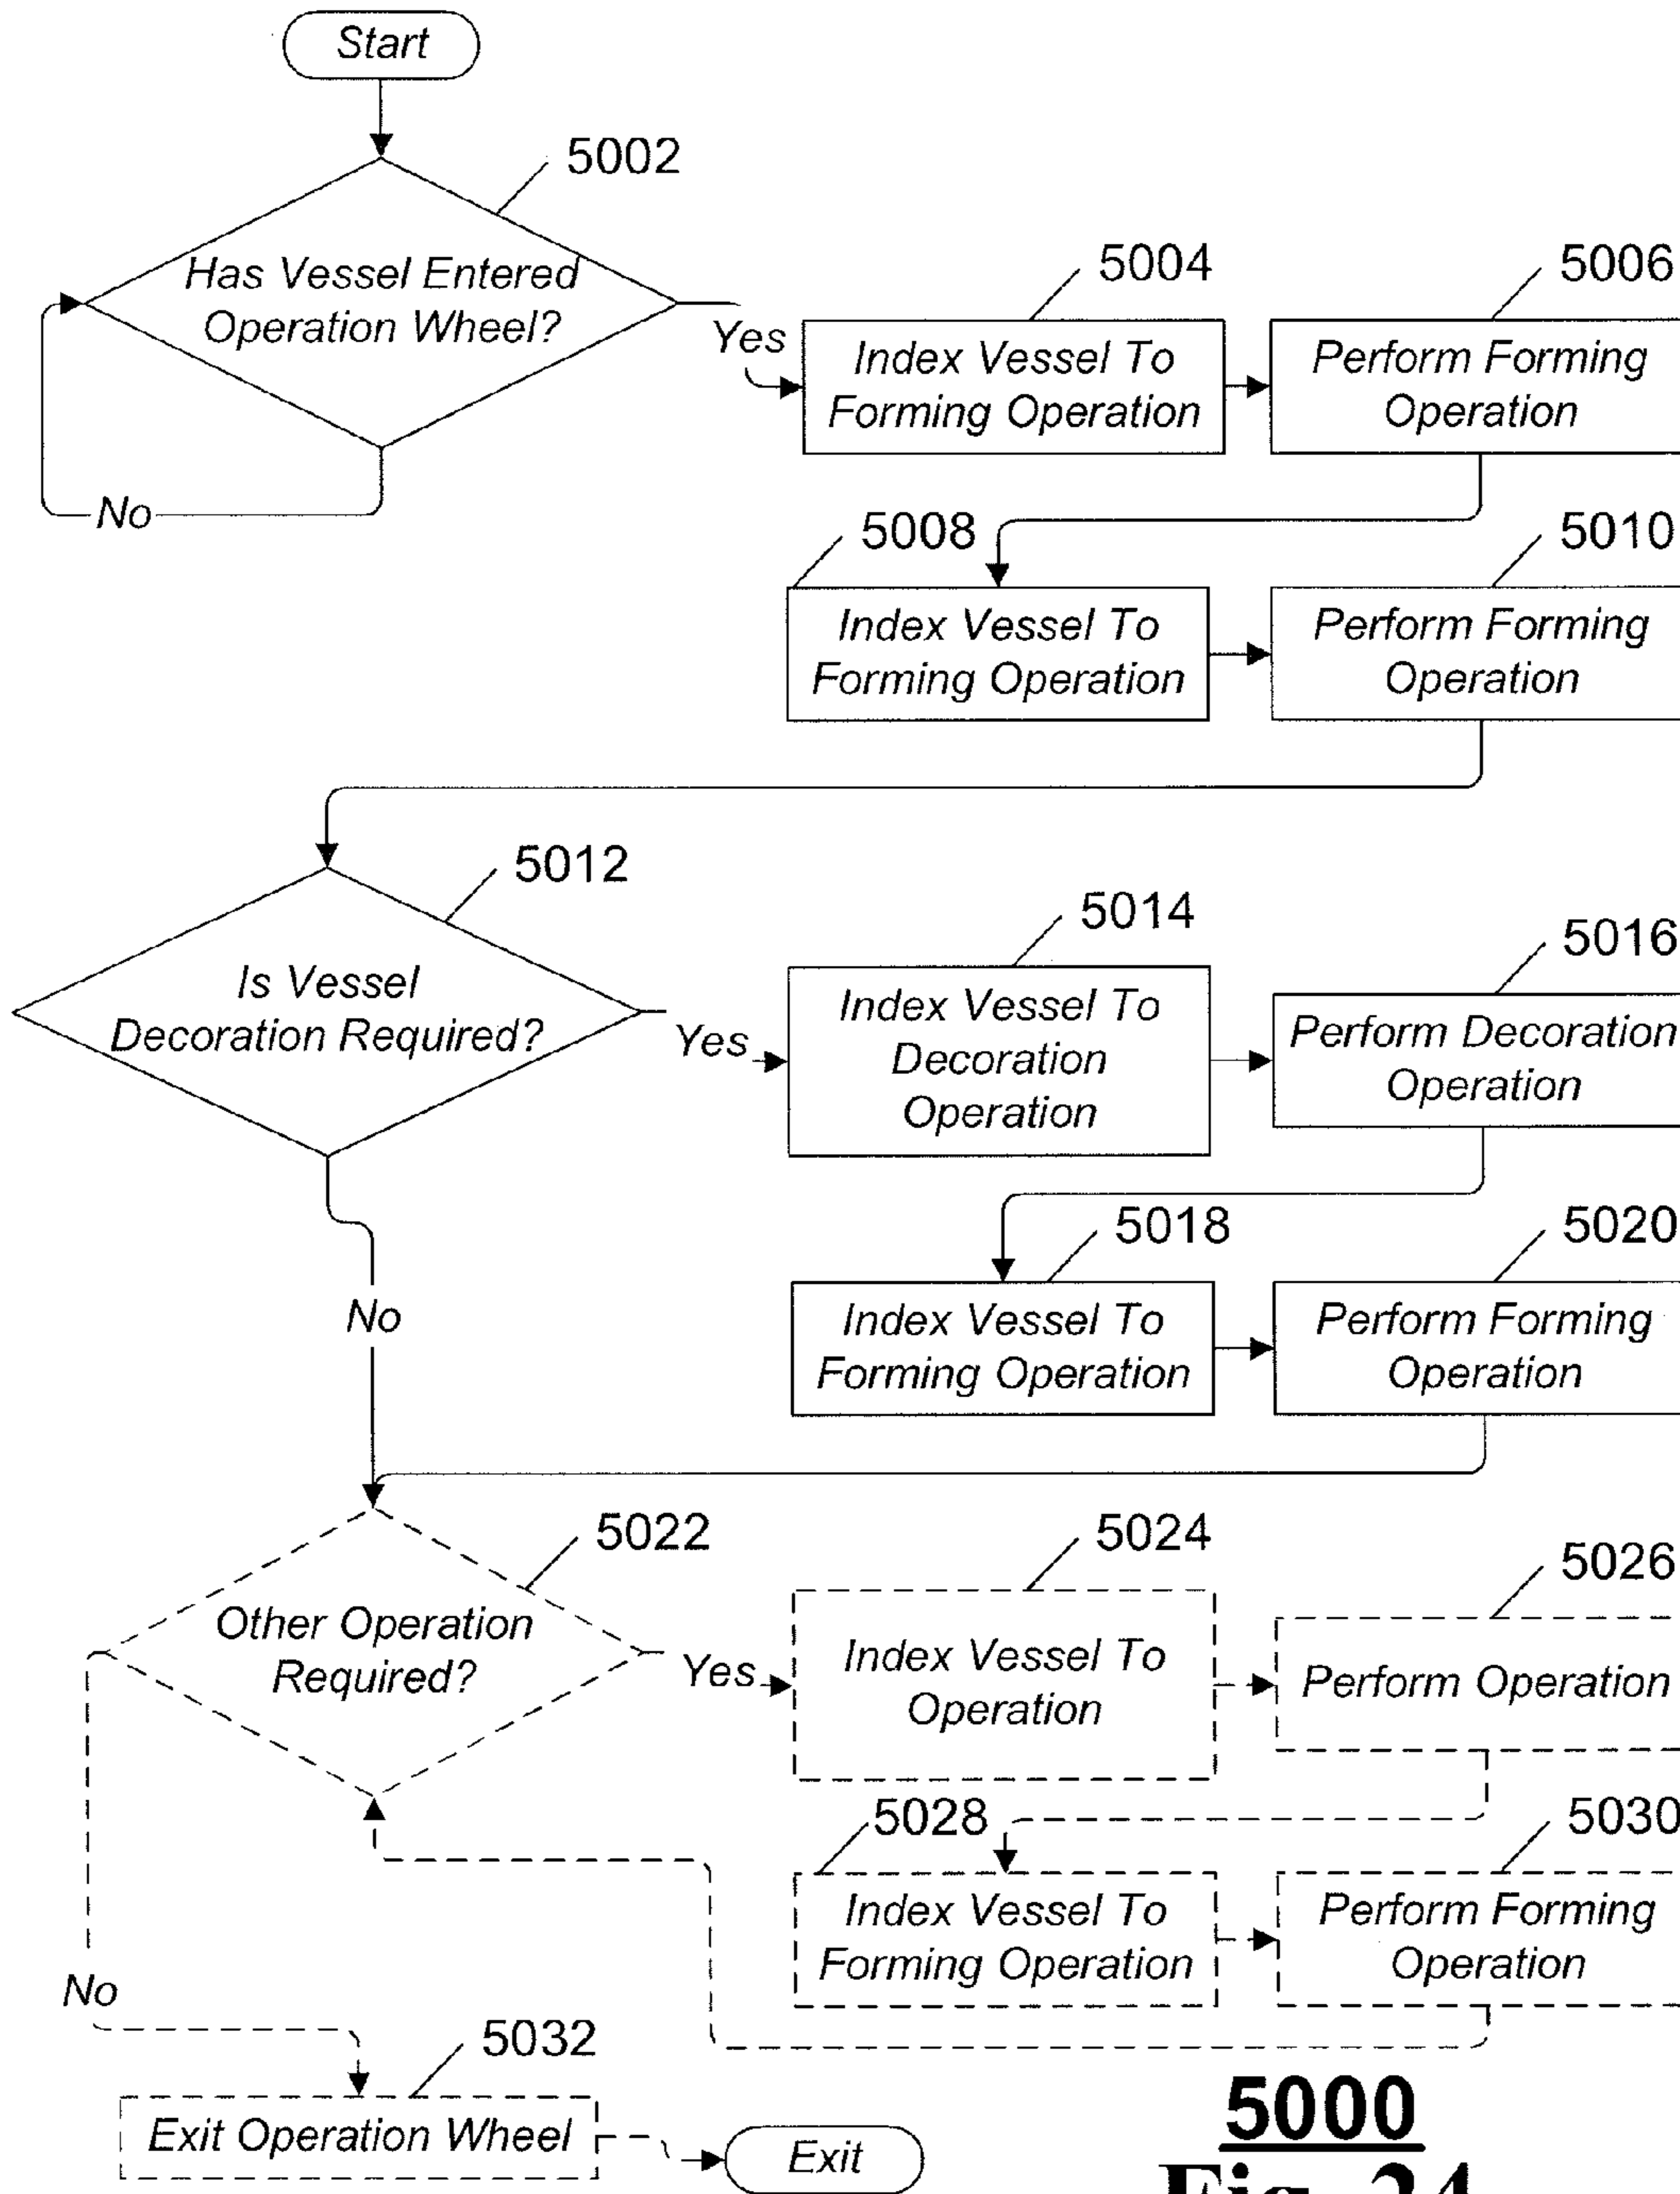 Start
5002
Has Vessel Entered
Operation Wheel?
Yes
No
5004
Index Vessel To
Forming Operation
5006
Perform Forming
Operation
5008
Index Vessel To
Forming Operation
5010
Perform Forming
Operation
5012
Is Vessel
Decoration Required?
Yes
No
5014
Index Vessel To
Decoration
Operation
5016
Perform Decoration
Operation
5018
Index Vessel To
Forming Operation
5020
Perform Forming
Operation
5022
Other Operation
Required?
Yes
No
5024
Index Vessel To
Operation
5026
Perform Operation
5028
Index Vessel To
Forming Operation
5030
Perform Forming
Operation
5032
Exit Operation Wheel
Exit
5000
Fig. 24